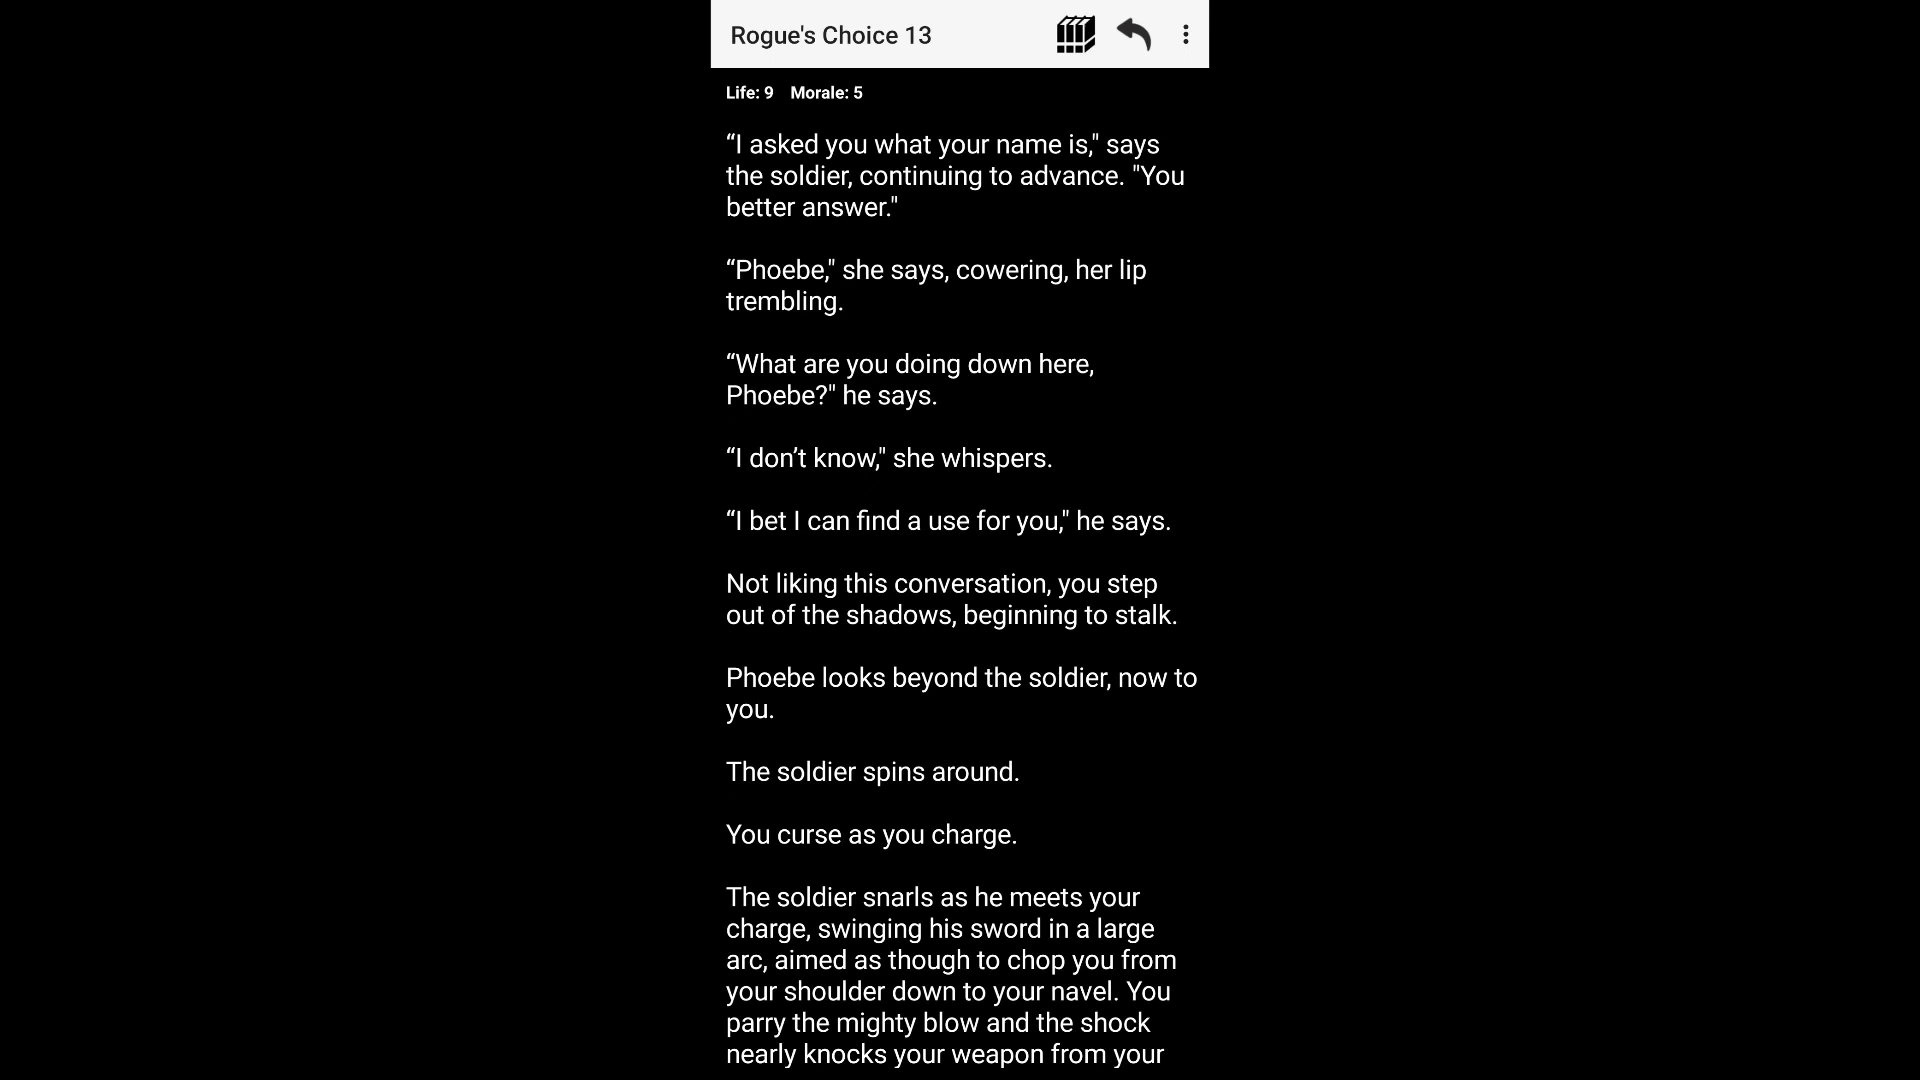 Rogue's Choice 13
Life: 9 Morale: 5
“I asked you what your name is," says
the soldier, continuing to advance. "You
better answer."
“Phoebe," she says, cowering, her lip
trembling.
“What are you doing down here,
Phoebe?" he says.
“I don’t know," she whispers.
“I bet I can find a use for you," he says.
Not liking this conversation, you step
out of the shadows, beginning to stalk.
Phoebe looks beyond the soldier, now to
you.
The soldier spins around.
You curse as you charge.
The soldier snarls as he meets your
charge, swinging his sword in a large
arc, aimed as though to chop you from
your shoulder down to your navel. You
parry the mighty blow and the shock
nearly knocks your weapon from your